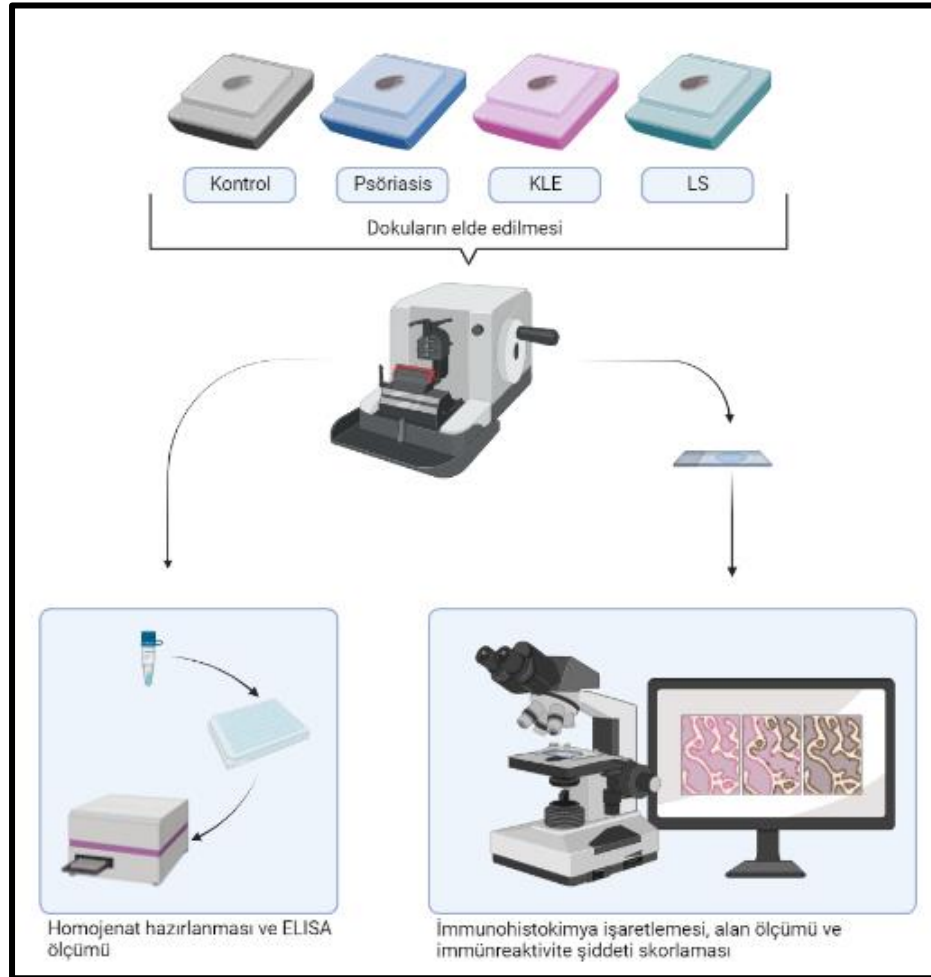 Kontrol
Psöriasis
KLE
LS
Dokuların elde edilmesi
Homojenat hazırlanması ve ELISA
ölçümü
İmmunohistokimya işaretlemesi, alan ölçümü ve
immünreaktivite şiddeti skorlaması